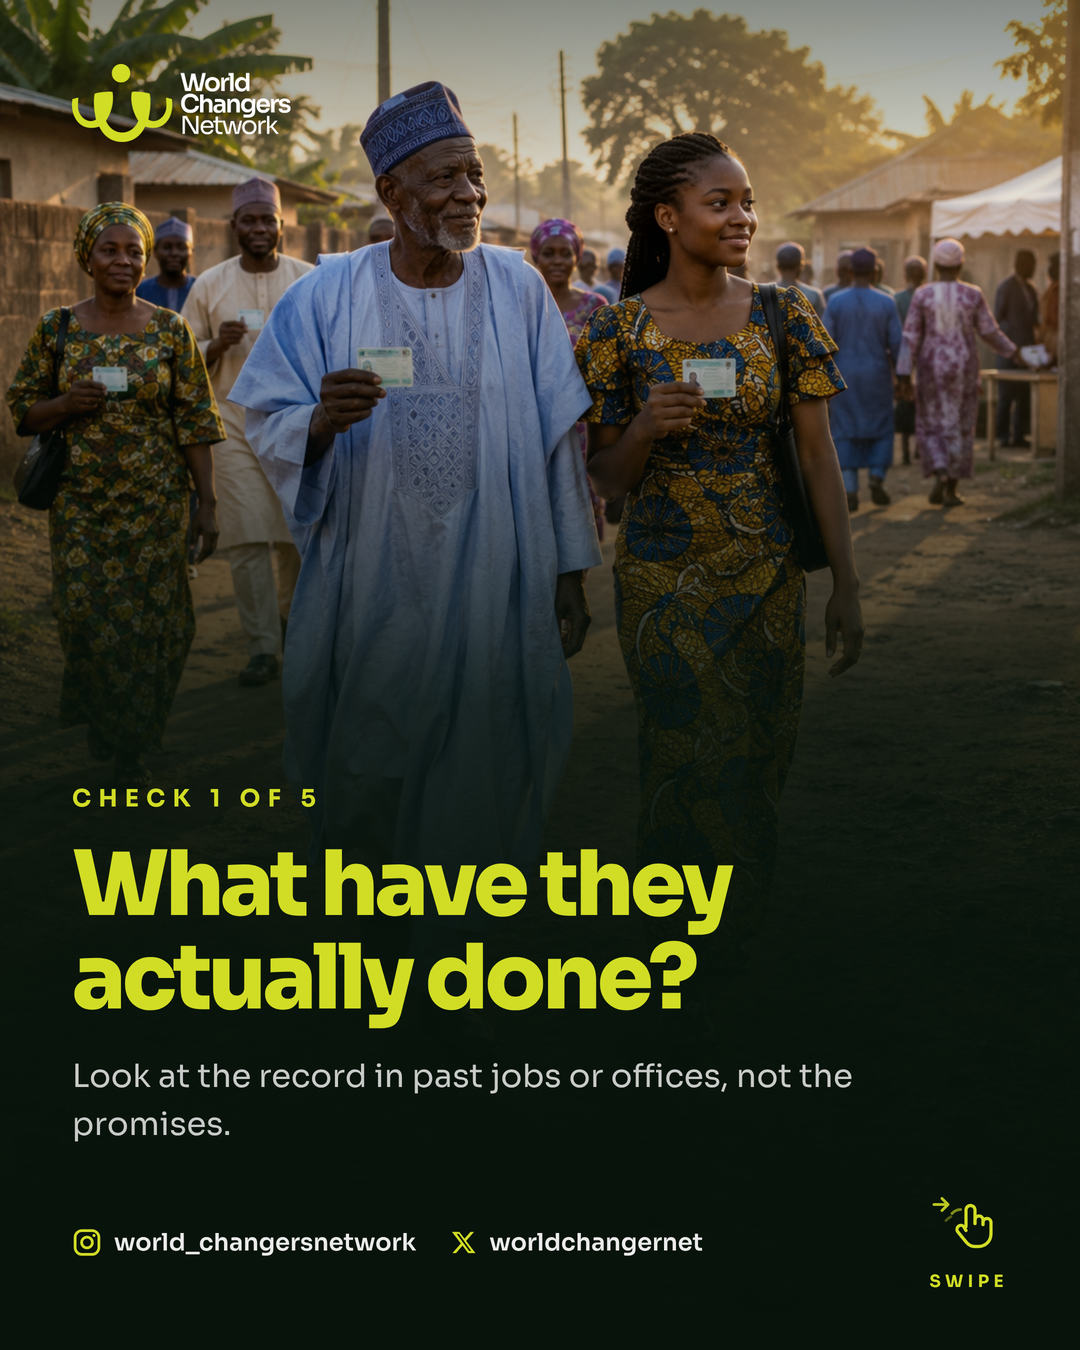 World
Changers
Network
CHECK 1 OF 5
What have they
actually done?
Look at the record in past jobs or offices, not the
promises.
world_changersnetwork
worldchangernet
SWIPE